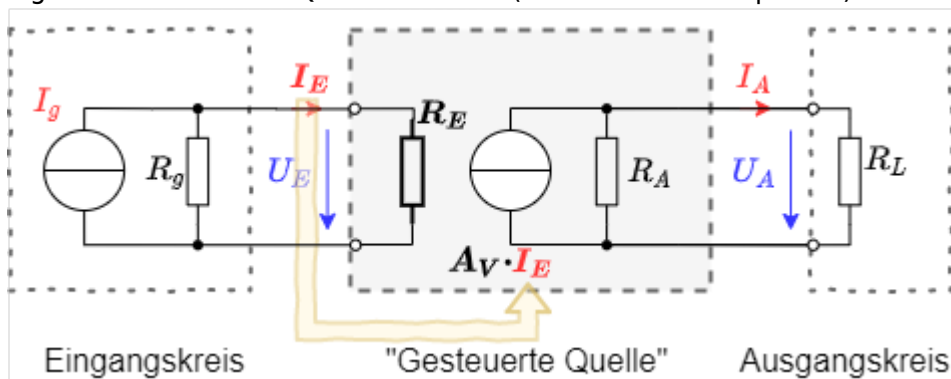 I_g
R_g
I_E
U_E
R_E
A_V·I_E
R_A
I_A
U_A
R_L
Eingangskreis
"Gesteuerte Quelle"
Ausgangskreis